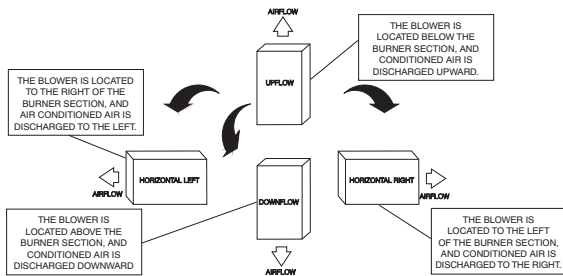 AIRFLOW
THE BLOWER IS
LOCATED BELOW THE
BURNER SECTION, AND
CONDITIONED AIR IS
DISCHARGED UPWARD.
UPFLOW
THE BLOWER IS LOCATED
TO THE RIGHT OF THE
BURNER SECTION, AND
AIR CONDITIONED AIR IS
DISCHARGED TO THE LEFT.
HORIZONTAL LEFT
AIRFLOW
HORIZONTAL RIGHT
AIRFLOW
DOWNFLOW
THE BLOWER IS
LOCATED ABOVE THE
BURNER SECTION, AND
CONDITIONED AIR IS
DISCHARGED DOWNWARD
THE BLOWER IS
LOCATED TO THE LEFT
OF THE BURNER SECTION,
AND CONDITIONED AIR IS
DISCHARGED TO THE RIGHT.
AIRFLOW